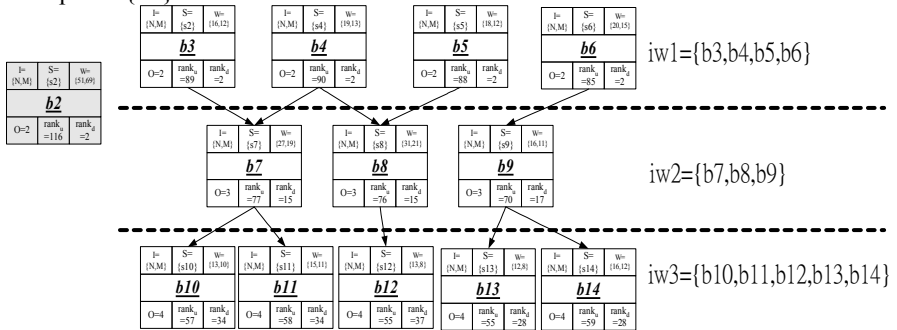 I= {N,M} S= {s2} W= {16,12}
b3
O=2 rank_u =89 rank_d =2
I= {N,M} S= {s4} W= {19,13}
b4
O=2 rank_u =90 rank_d =2
I= {N,M} S= {s5} W= {18,12}
b5
O=2 rank_u =88 rank_d =2
I= {N,M} S= {s6} W= {20,15}
b6
O=2 rank_u =85 rank_d =2
iw1={b3,b4,b5,b6}
I= {N,M} S= {s2} W= {51,69}
b2
O=2 rank_u =116 rank_d =2
I= {N,M} S= {s7} W= {27,19}
b7
O=3 rank_u =77 rank_d =15
I= {N,M} S= {s8} W= {31,21}
b8
O=3 rank_u =76 rank_d =15
I= {N,M} S= {s9} W= {16,11}
b9
O=3 rank_u =70 rank_d =17
iw2={b7,b8,b9}
I= {N,M} S= {s10} W= {13,10}
b10
O=4 rank_u =57 rank_d =34
I= {N,M} S= {s11} W= {15,11}
b11
O=4 rank_u =58 rank_d =34
I= {N,M} S= {s12} W= {13,8}
b12
O=4 rank_u =55 rank_d =37
I= {N,M} S= {s13} W= {12,8}
b13
O=4 rank_u =55 rank_d =28
I= {N,M} S= {s14} W= {16,12}
b14
O=4 rank_u =59 rank_d =28
iw3={b10,b11,b12,b13,b14}